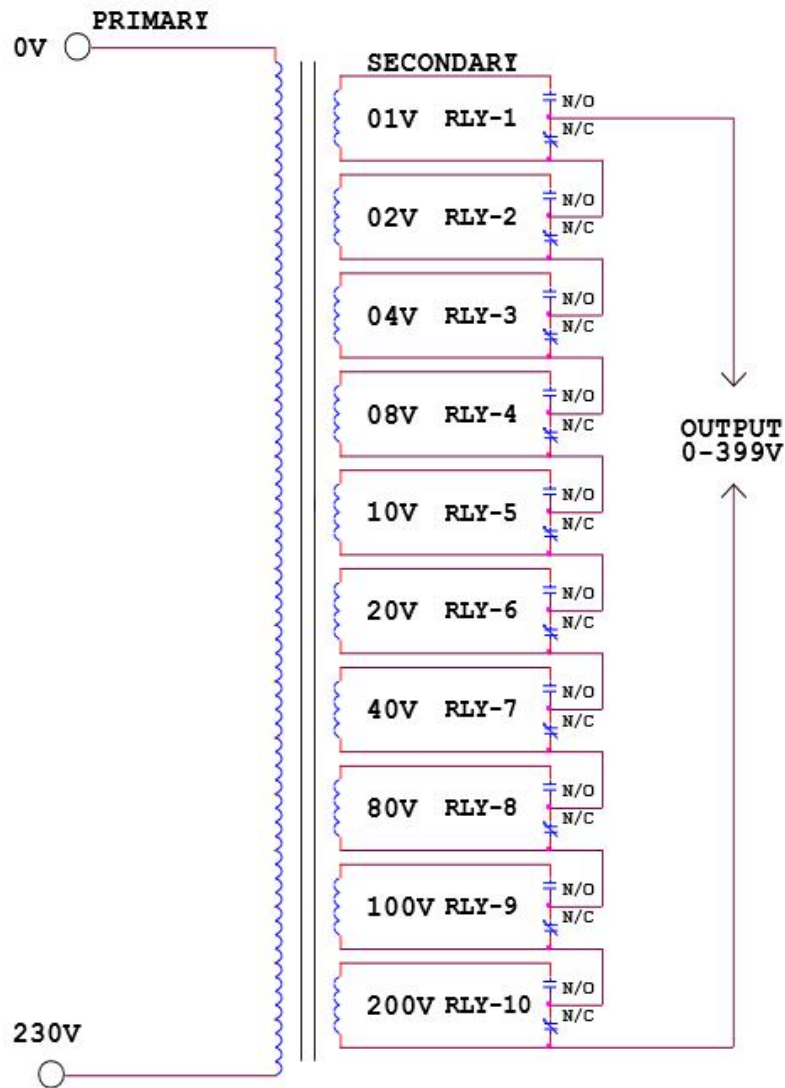 PRIMARY
0V
SECONDARY
01V RLY-1
N/O
N/C
02V RLY-2
N/O
N/C
04V RLY-3
N/O
N/C
08V RLY-4
N/O
N/C
OUTPUT
0-399V
10V RLY-5
N/O
N/C
20V RLY-6
N/O
N/C
40V RLY-7
N/O
N/C
80V RLY-8
N/O
N/C
100V RLY-9
N/O
N/C
200V RLY-10
N/O
N/C
230V